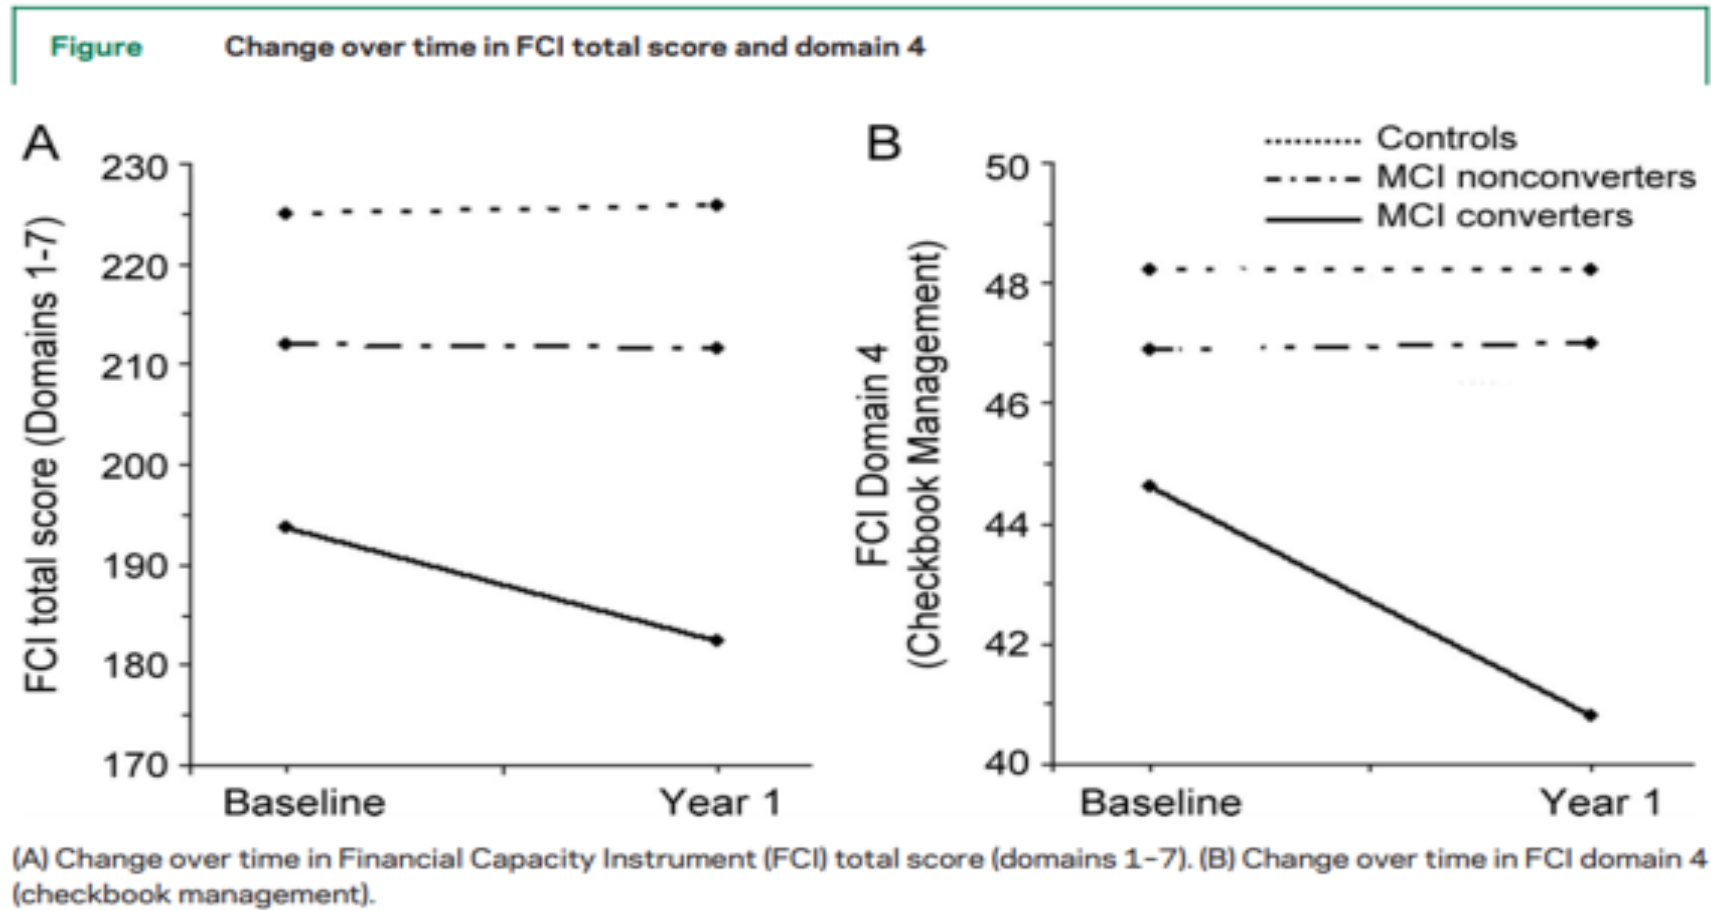 Figure Change over time in FCI total score and domain 4
A
FCI total score (Domains 1-7)
230
220
210
200
190
180
170
Baseline Year 1
B
Controls
MCI nonconverters
MCI converters
FCI Domain 4
(Checkbook Management)
50
48
46
44
42
40
Baseline Year 1
(A) Change over time in Financial Capacity Instrument (FCI) total score (domains 1–7). (B) Change over time in FCI domain 4
(checkbook management).